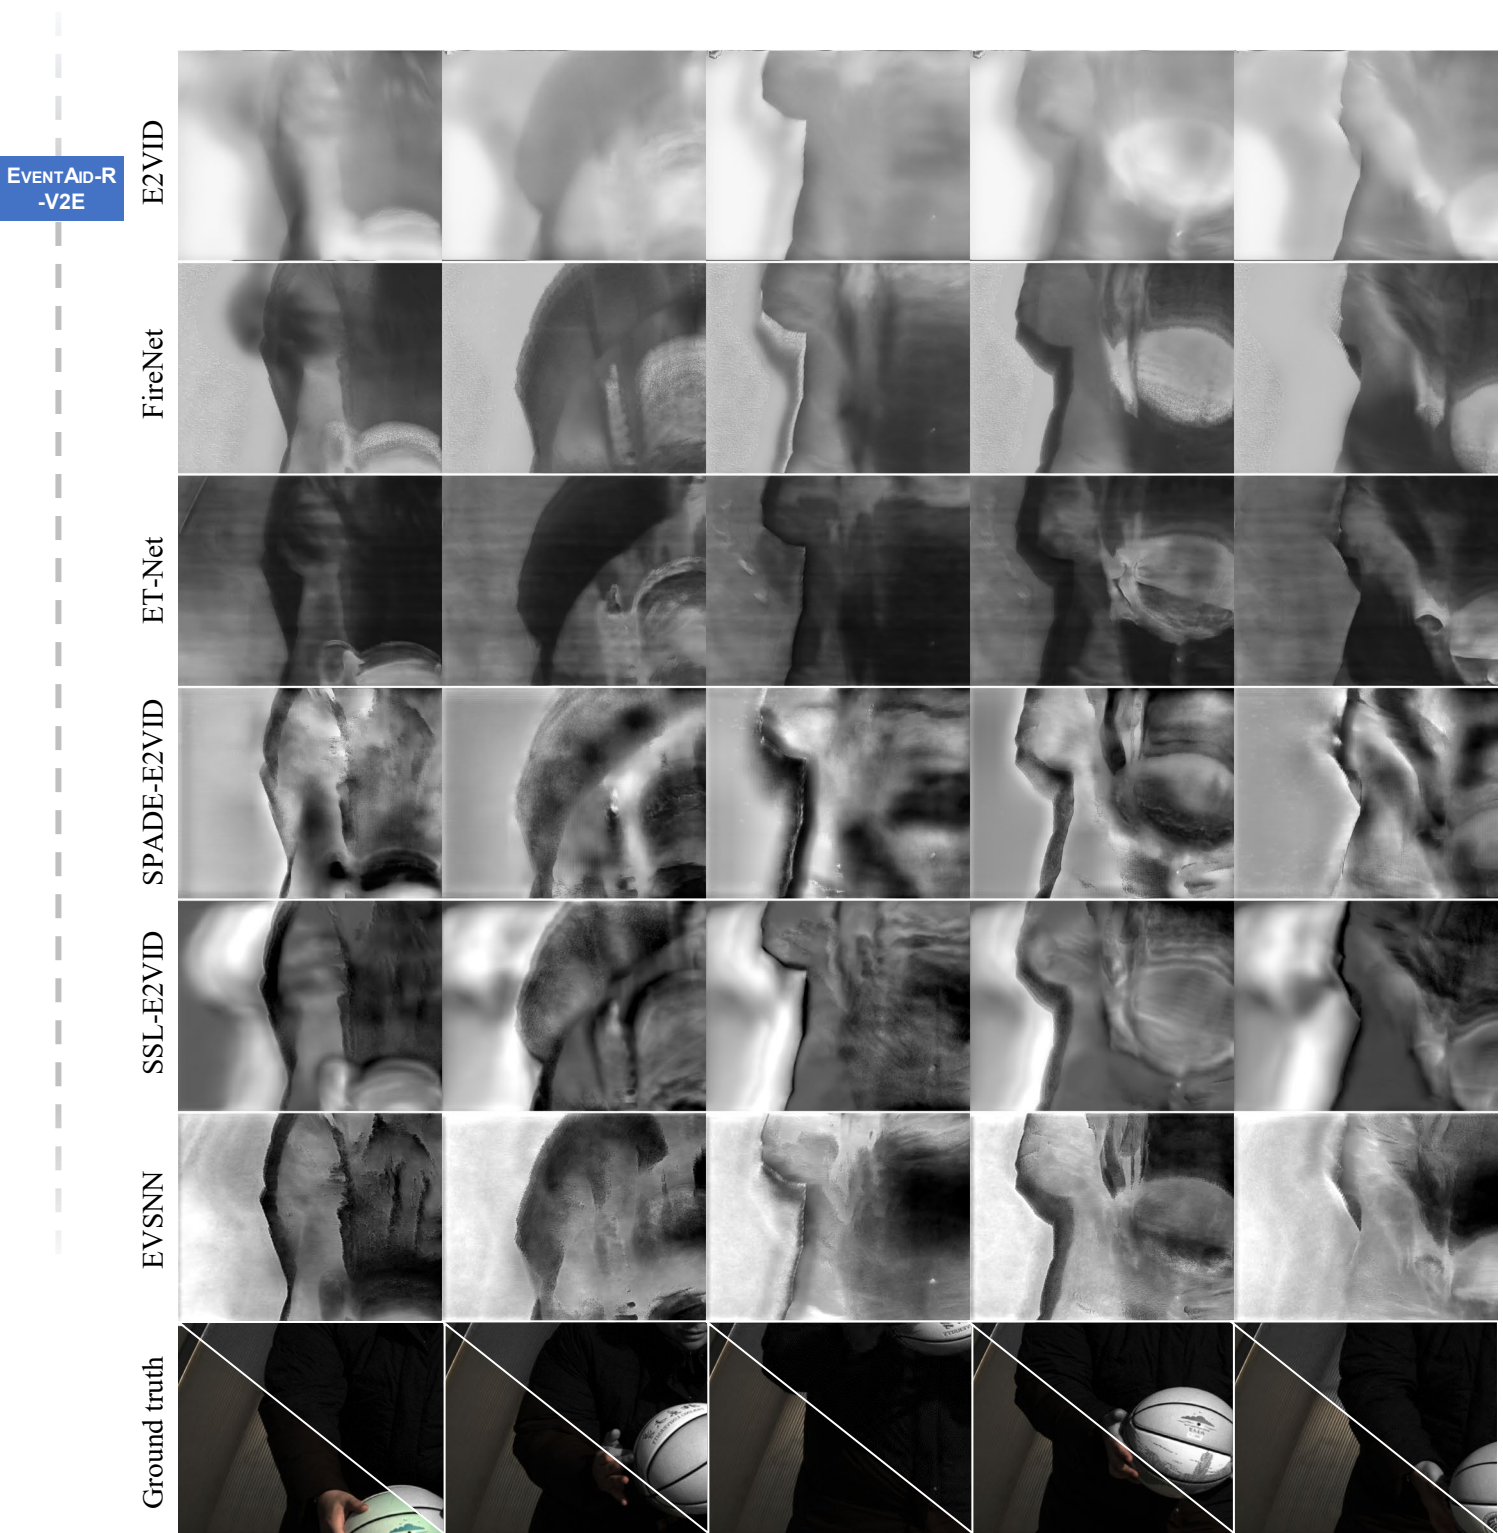 E2VID
EVENTAID-R
-V2E
FireNet
ET-Net
SPADE-E2VID
SSL-E2VID
EVSNN
Ground truth